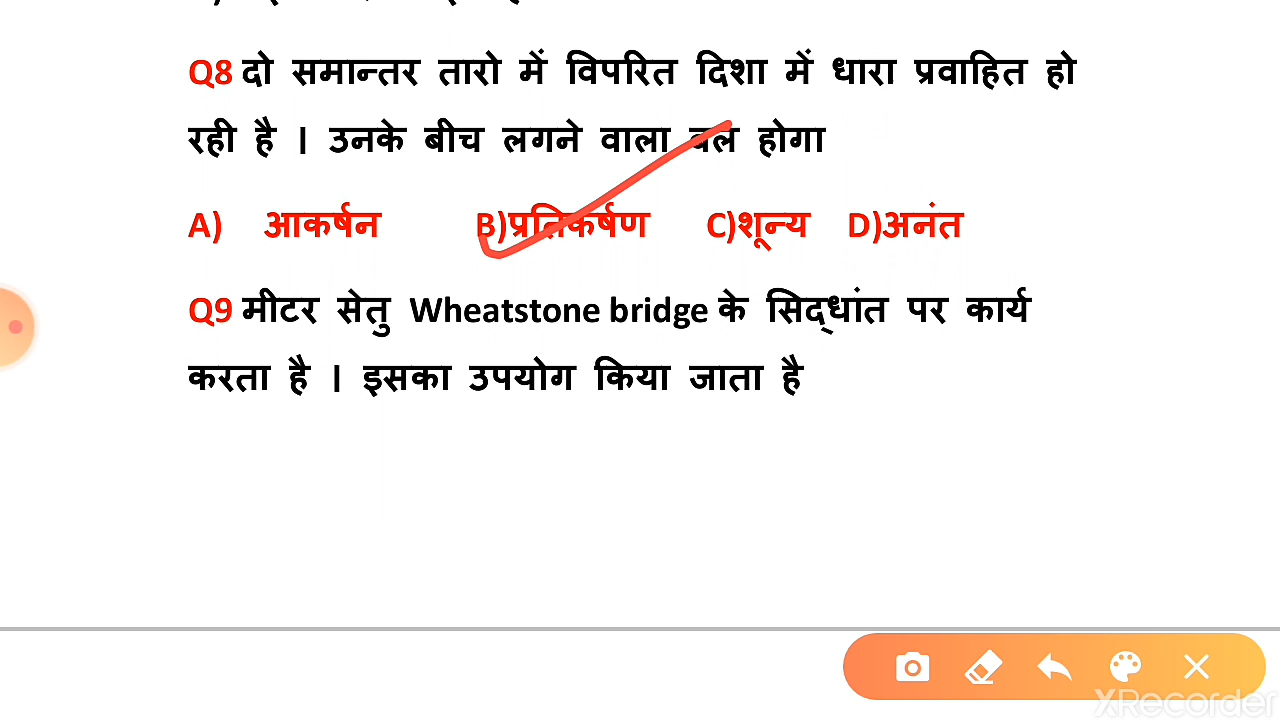 Q8 दो समान्तर तारो में विपरित दिशा में धारा प्रवाहित हो
रही है । उनके बीच लगने वाला बल होगा
A) आकर्षन B)प्रतिकर्षण C)शून्य D)अनंत
Q9 मीटर सेतु Wheatstone bridge के सिद्धांत पर कार्य
करता है । इसका उपयोग किया जाता है
XRecorder